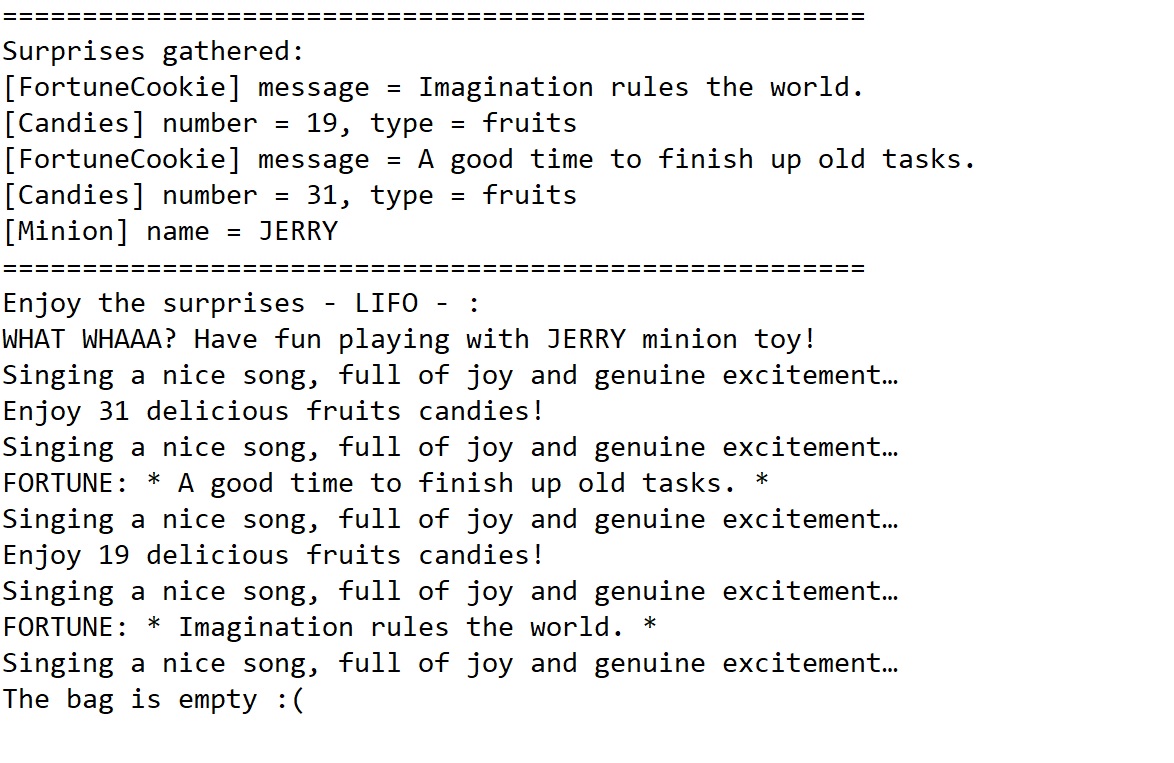 ======================================================
Surprises gathered:
[FortuneCookie] message = Imagination rules the world.
[Candies] number = 19, type = fruits
[FortuneCookie] message = A good time to finish up old tasks.
[Candies] number = 31, type = fruits
[Minion] name = JERRY
======================================================
Enjoy the surprises - LIFO - :
WHAT WHAAA? Have fun playing with JERRY minion toy!
Singing a nice song, full of joy and genuine excitement…
Enjoy 31 delicious fruits candies!
Singing a nice song, full of joy and genuine excitement…
FORTUNE: * A good time to finish up old tasks. *
Singing a nice song, full of joy and genuine excitement…
Enjoy 19 delicious fruits candies!
Singing a nice song, full of joy and genuine excitement…
FORTUNE: * Imagination rules the world. *
Singing a nice song, full of joy and genuine excitement…
The bag is empty :(